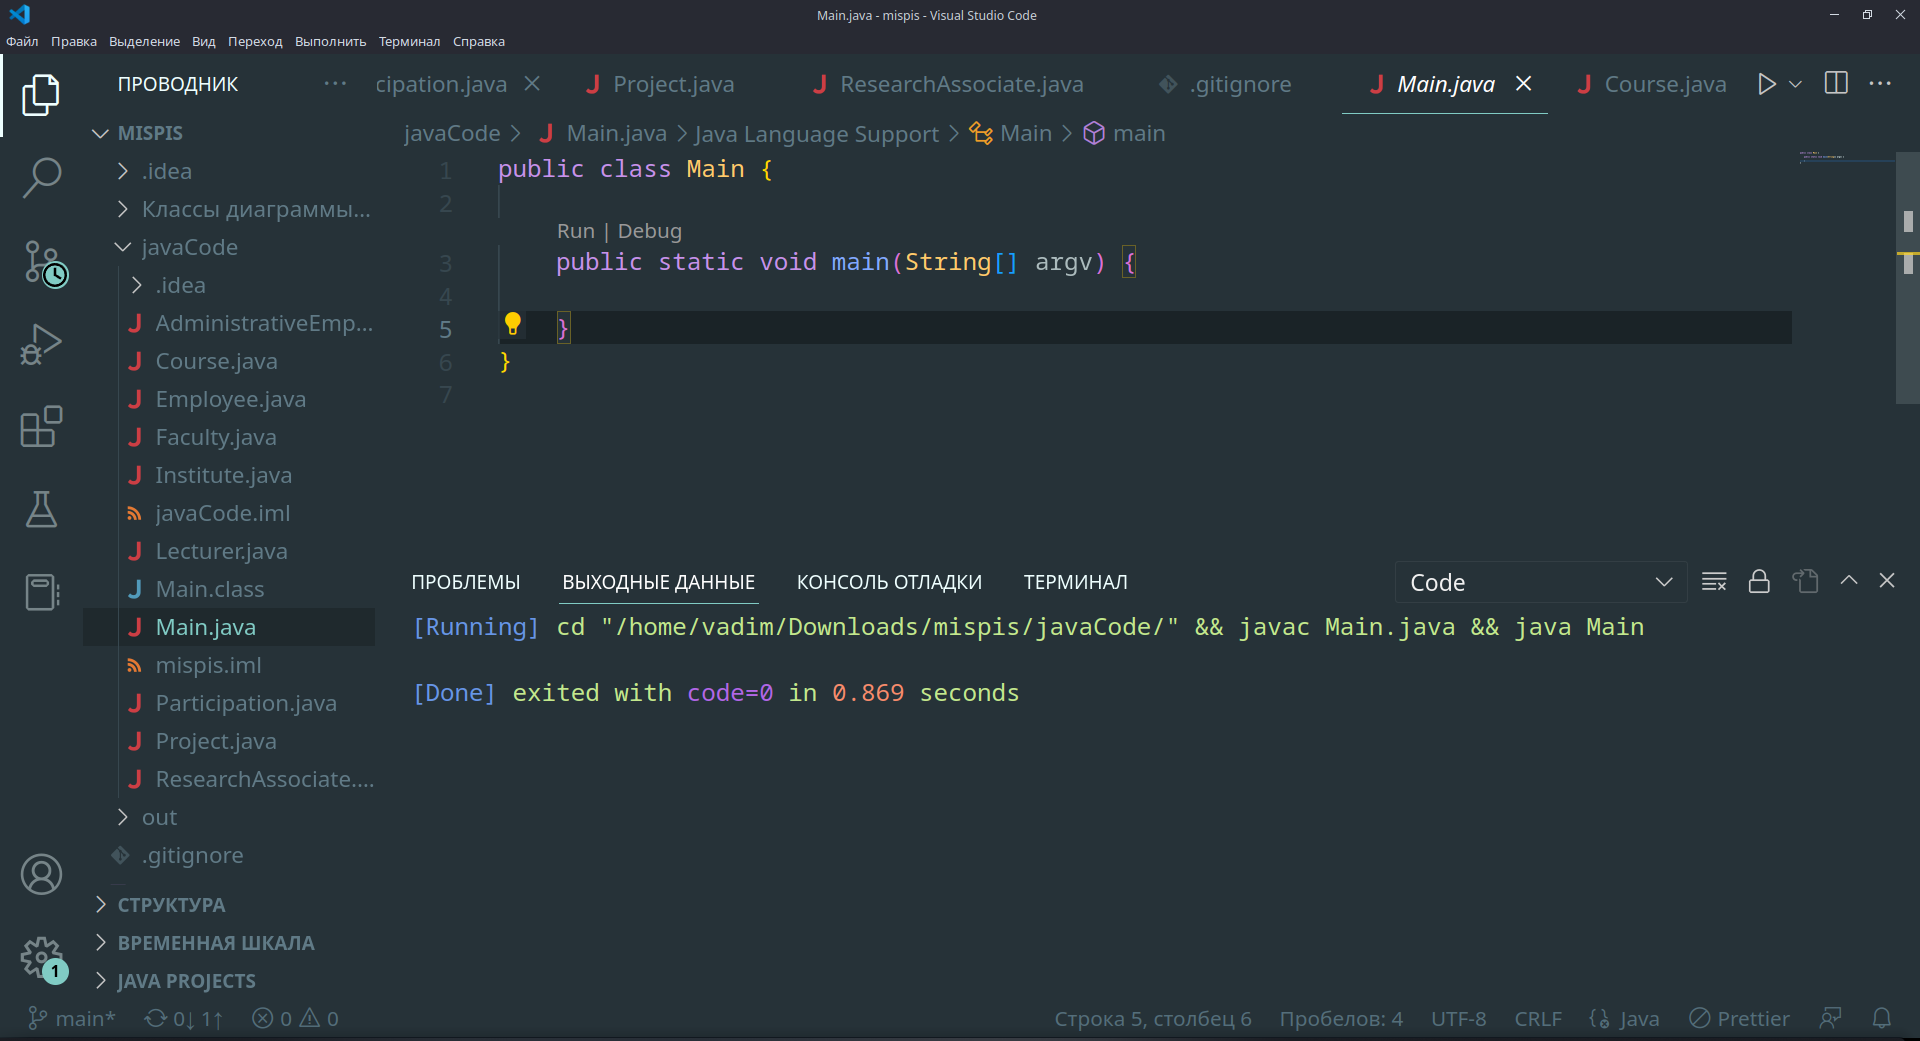 Main.java - mispis - Visual Studio Code
Файл Правка Выделение Вид Переход Выполнить Терминал Справка
ПРОВОДНИК
cipation.java Project.java ResearchAssociate.java .gitignore Main.java Course.java
MISPIS
.idea
Классы диаграммы...
javaCode
.idea
AdministrativeEmp...
Course.java
Employee.java
Faculty.java
Institute.java
javaCode.iml
Lecturer.java
Main.class
Main.java
mispis.iml
Participation.java
Project.java
ResearchAssociate....
out
.gitignore
СТРУКТУРА
ВРЕМЕННАЯ ШКАЛА
JAVA PROJECTS
javaCode > Main.java > Java Language Support > Main > main
1 public class Main {
2
Run | Debug
3 public static void main(String[] argv) {
4
5 }
6 }
7
ПРОБЛЕМЫ ВЫХОДНЫЕ ДАННЫЕ КОНСОЛЬ ОТЛАДКИ ТЕРМИНАЛ Code
[Running] cd "/home/vadim/Downloads/mispis/javaCode/" && javac Main.java && java Main
[Done] exited with code=0 in 0.869 seconds
1
main* 0↓ 1↑ 0 0 Строка 5, столбец 6 Пробелов: 4 UTF-8 CRLF Java Prettier